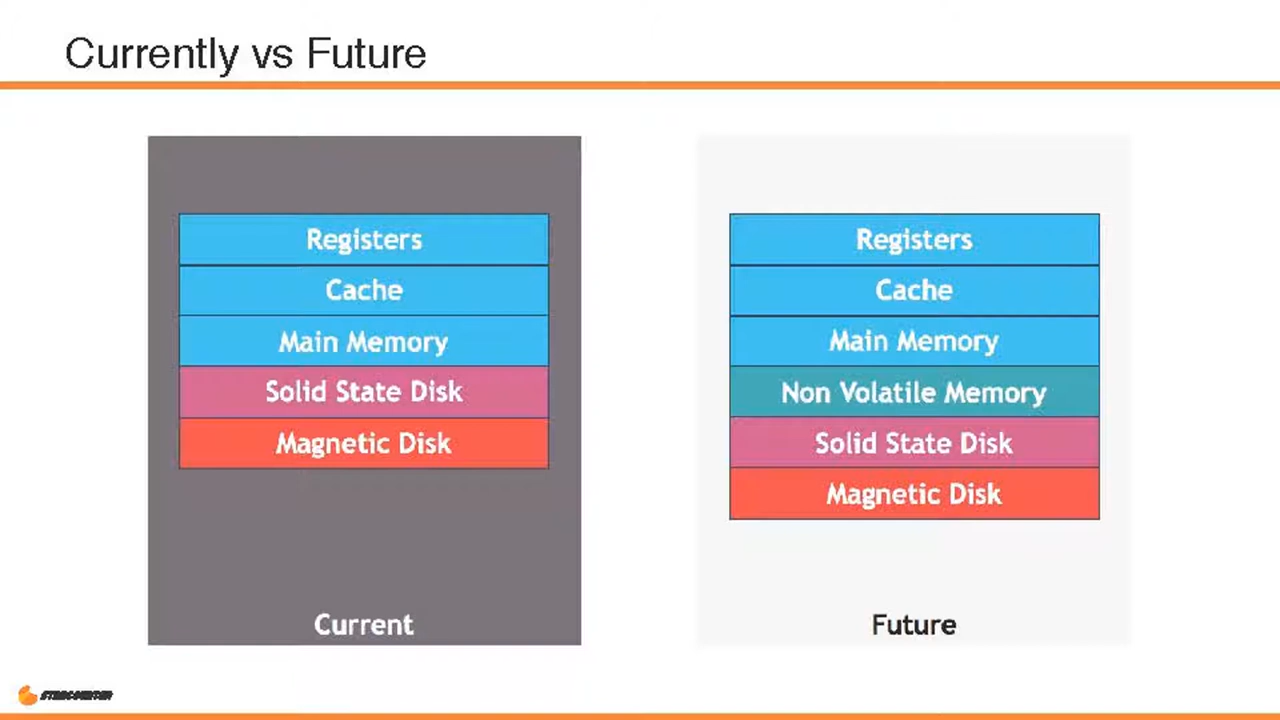 Currently vs Future
Registers
Cache
Main Memory
Solid State Disk
Magnetic Disk
Current
Registers
Cache
Main Memory
Non Volatile Memory
Solid State Disk
Magnetic Disk
Future